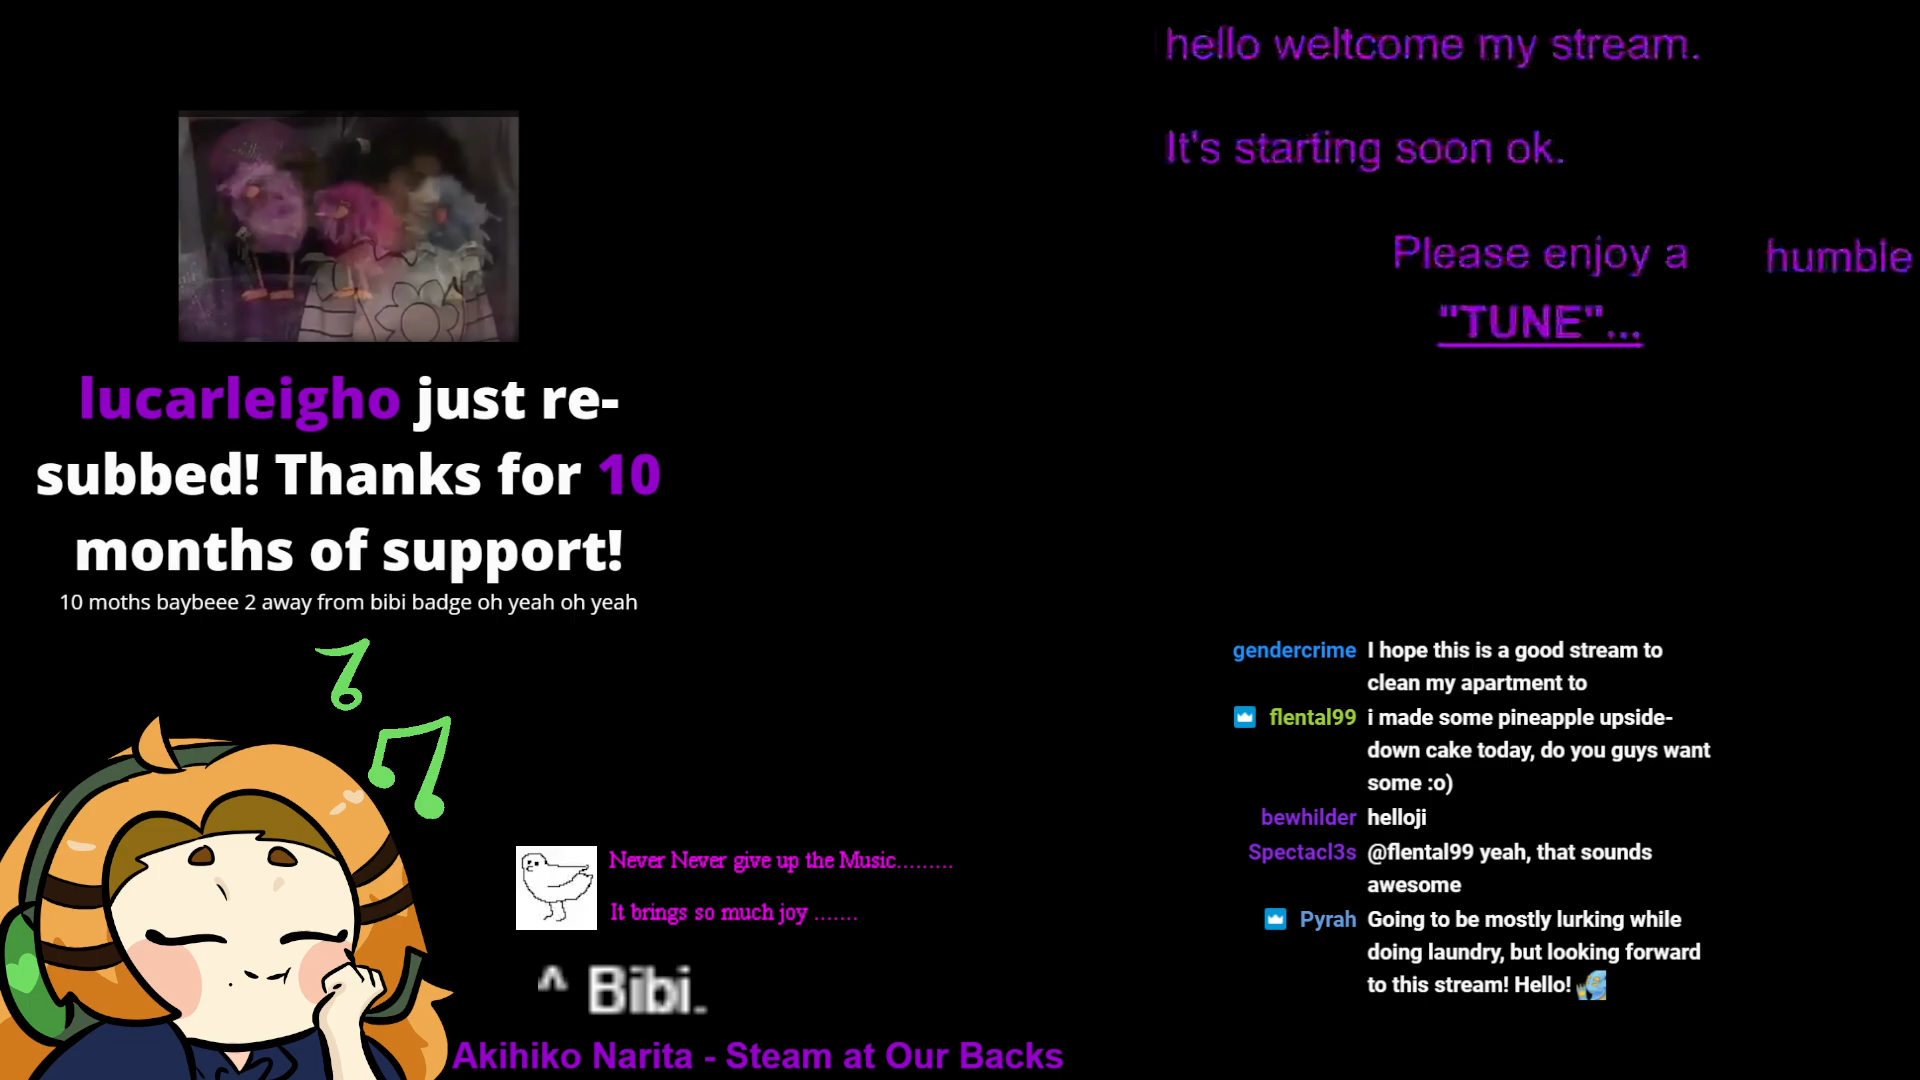 hello weltcome my stream.
It's starting soon ok.
Please enjoy a humble
"TUNE"...
lucarleigho just re-
subbed! Thanks for 10
months of support!
10 moths baybeee 2 away from bibi badge oh yeah oh yeah
gendercrime I hope this is a good stream to
clean my apartment to
flental99 i made some pineapple upside-
down cake today, do you guys want
some :o)
bewhilder helloji
Spectacl3s @flental99 yeah, that sounds
awesome
Pyrah Going to be mostly lurking while
doing laundry, but looking forward
to this stream! Hello!
Never Never give up the Music.........
It brings so much joy .......
^ Bibi.
Akihiko Narita - Steam at Our Backs